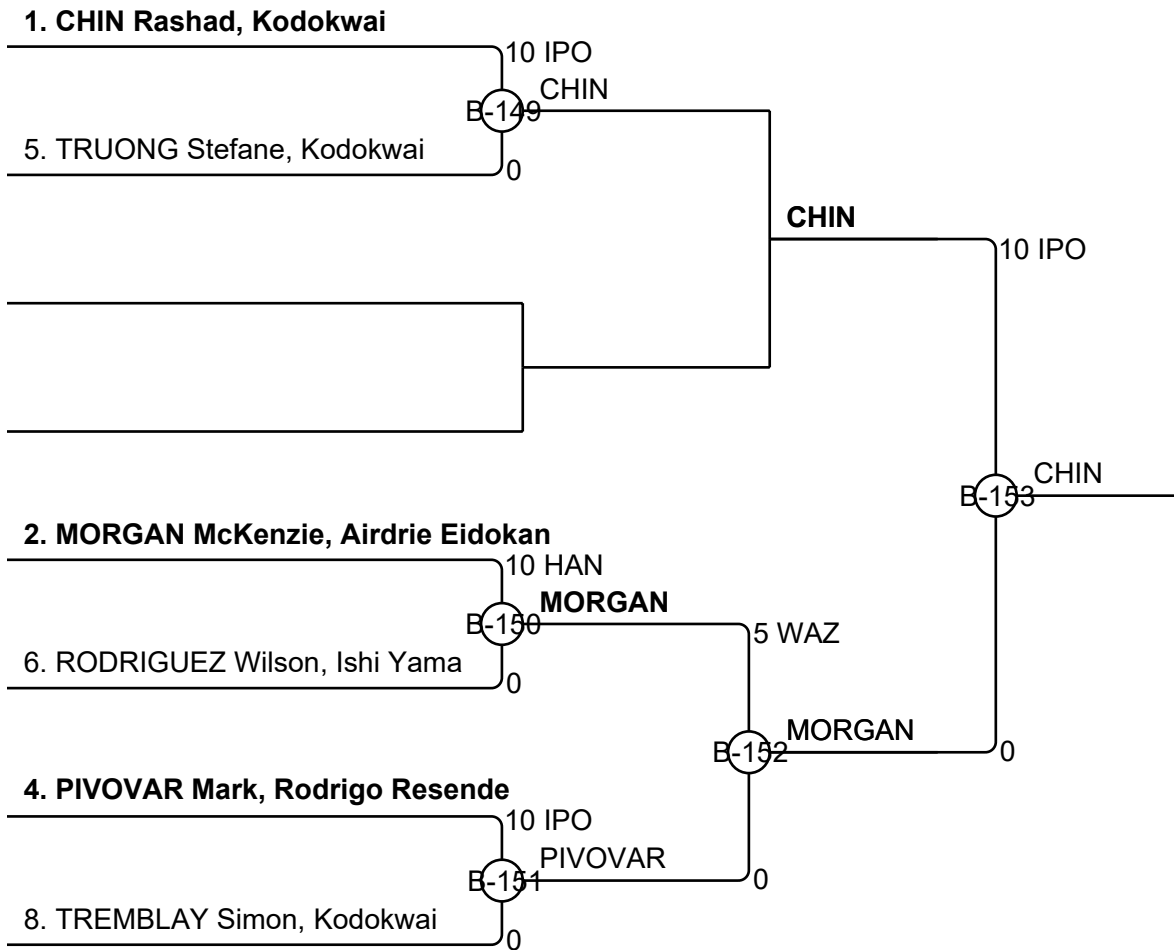 1. CHIN Rashad, Kodokwai
10 IPO
CHIN
B-149
5. TRUONG Stefane, Kodokwai
0
CHIN
10 IPO
CHIN
B-153
2. MORGAN McKenzie, Airdrie Eidokan
10 HAN
MORGAN
B-150
5 WAZ
6. RODRIGUEZ Wilson, Ishi Yama
0
MORGAN
B-152
0
4. PIVOVAR Mark, Rodrigo Resende
10 IPO
PIVOVAR
B-151
0
8. TREMBLAY Simon, Kodokwai
0